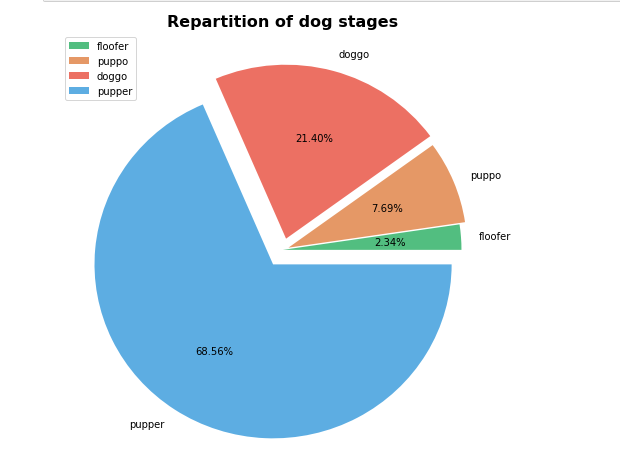 Repartition of dog stages
floofer
puppo
doggo
pupper
doggo
21.40%
puppo
7.69%
floofer
2.34%
68.56%
pupper